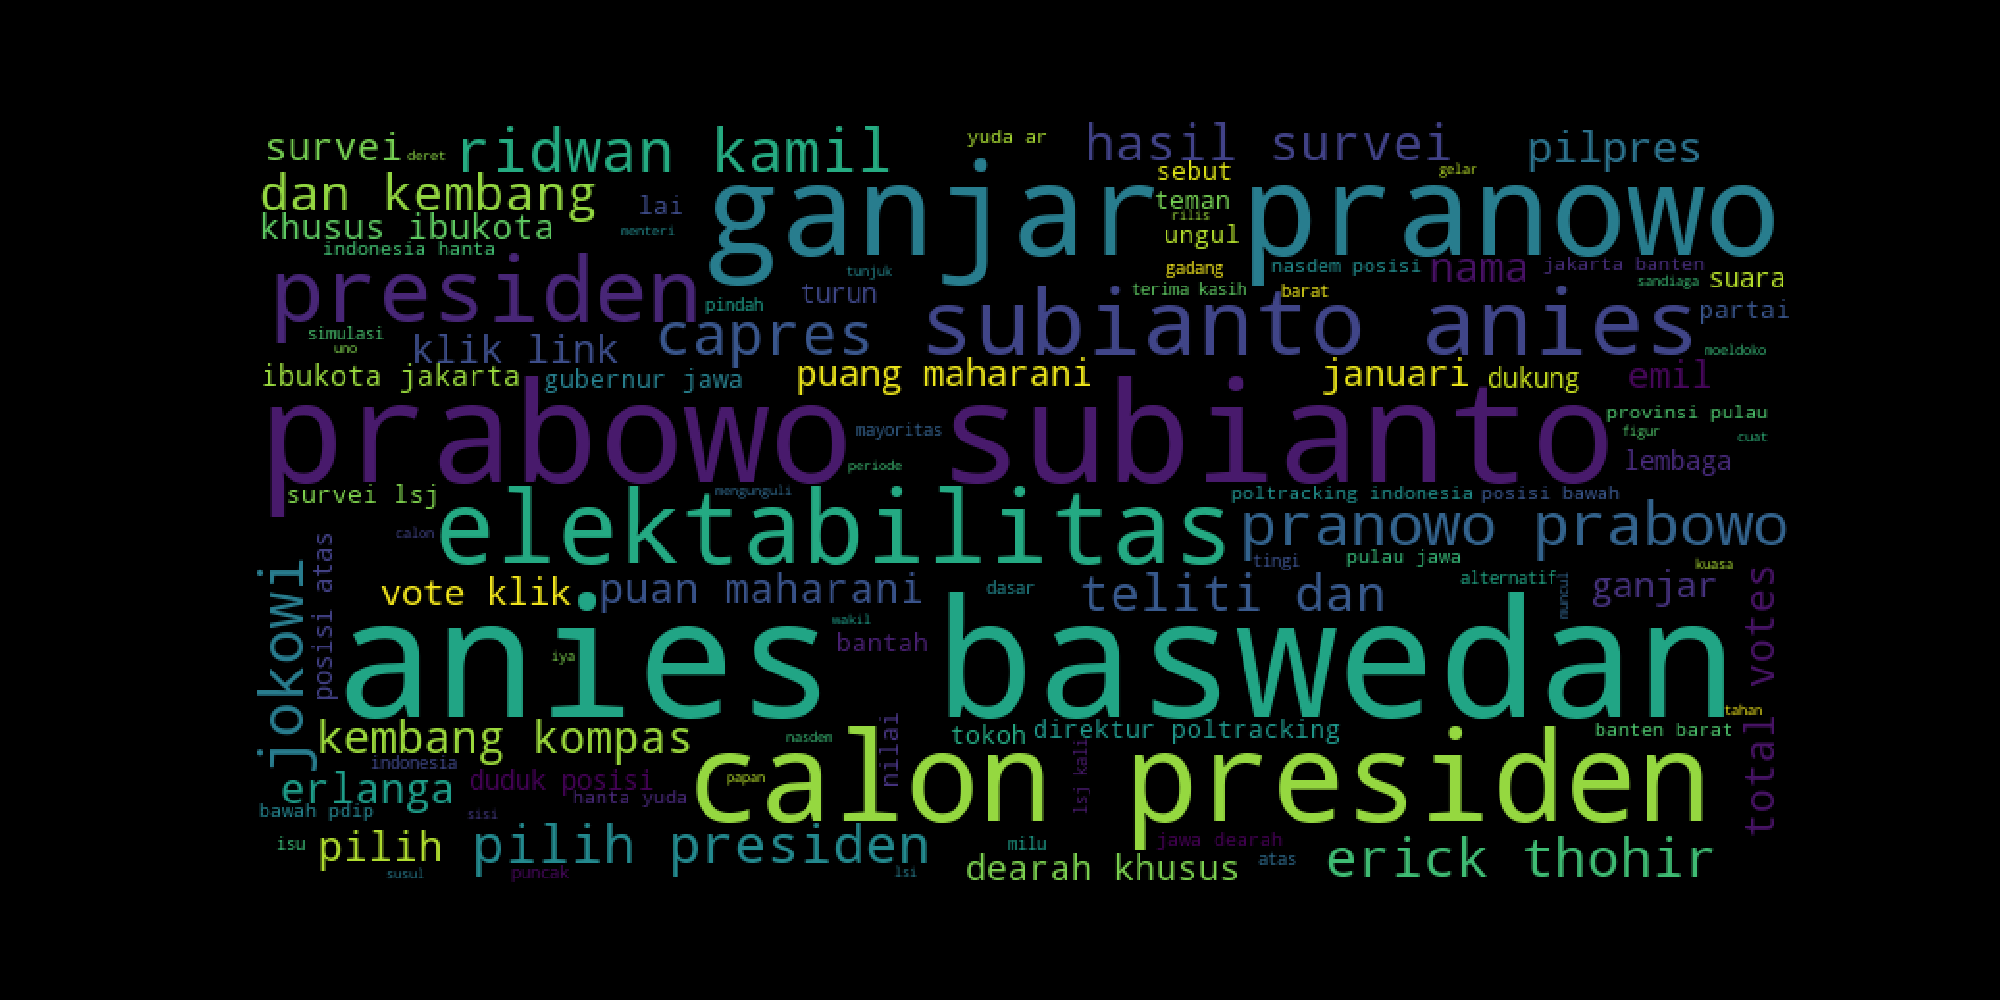 survei
deret
ridwan kamil
yuda ar
hasil survei
pilpres
dan kembang
lai
sebut
gelar
khusus ibukota
menteri
ganjar pranowo
teman
rilis
ungul
indonesia hanta
presiden
tunjuk
gadang
nasdem posisi
nama
jakarta banten
suara
sandiaga
pindah
turun
terima kasih
barat
partai
simulasi
uno
klik link
capres
subianto anies
moeldoko
ibukota jakarta
gubernur jawa
puang maharani
januari
dukung
emil
prabowo subianto
mayoritas
periode
provinsi pulau
figur
cuat
lembaga
survei lsj
mengunguli
poltracking indonesia
posisi bawah
calon
elektabilitas
pranowo prabowo
tingi
pulau jawa
kuasa
jokowi
posisi atas
vote klik
puan maharani
dasar
teliti dan
alternatif
muncul
ganjar
total votes
anies baswedan
iya
wakil
bantah
tahan
kembang kompas
nasdem
nilai
tokoh
direktur poltracking
banten barat
indonesia
erlanga
duduk posisi
hanta yuda
papan
calon presiden
lsj kali
bawah pdip
sisi
isu
pilih
pilih presiden
milu
jawa dearah
susul
puncak
lsi
dearah khusus
atas
erick thohir